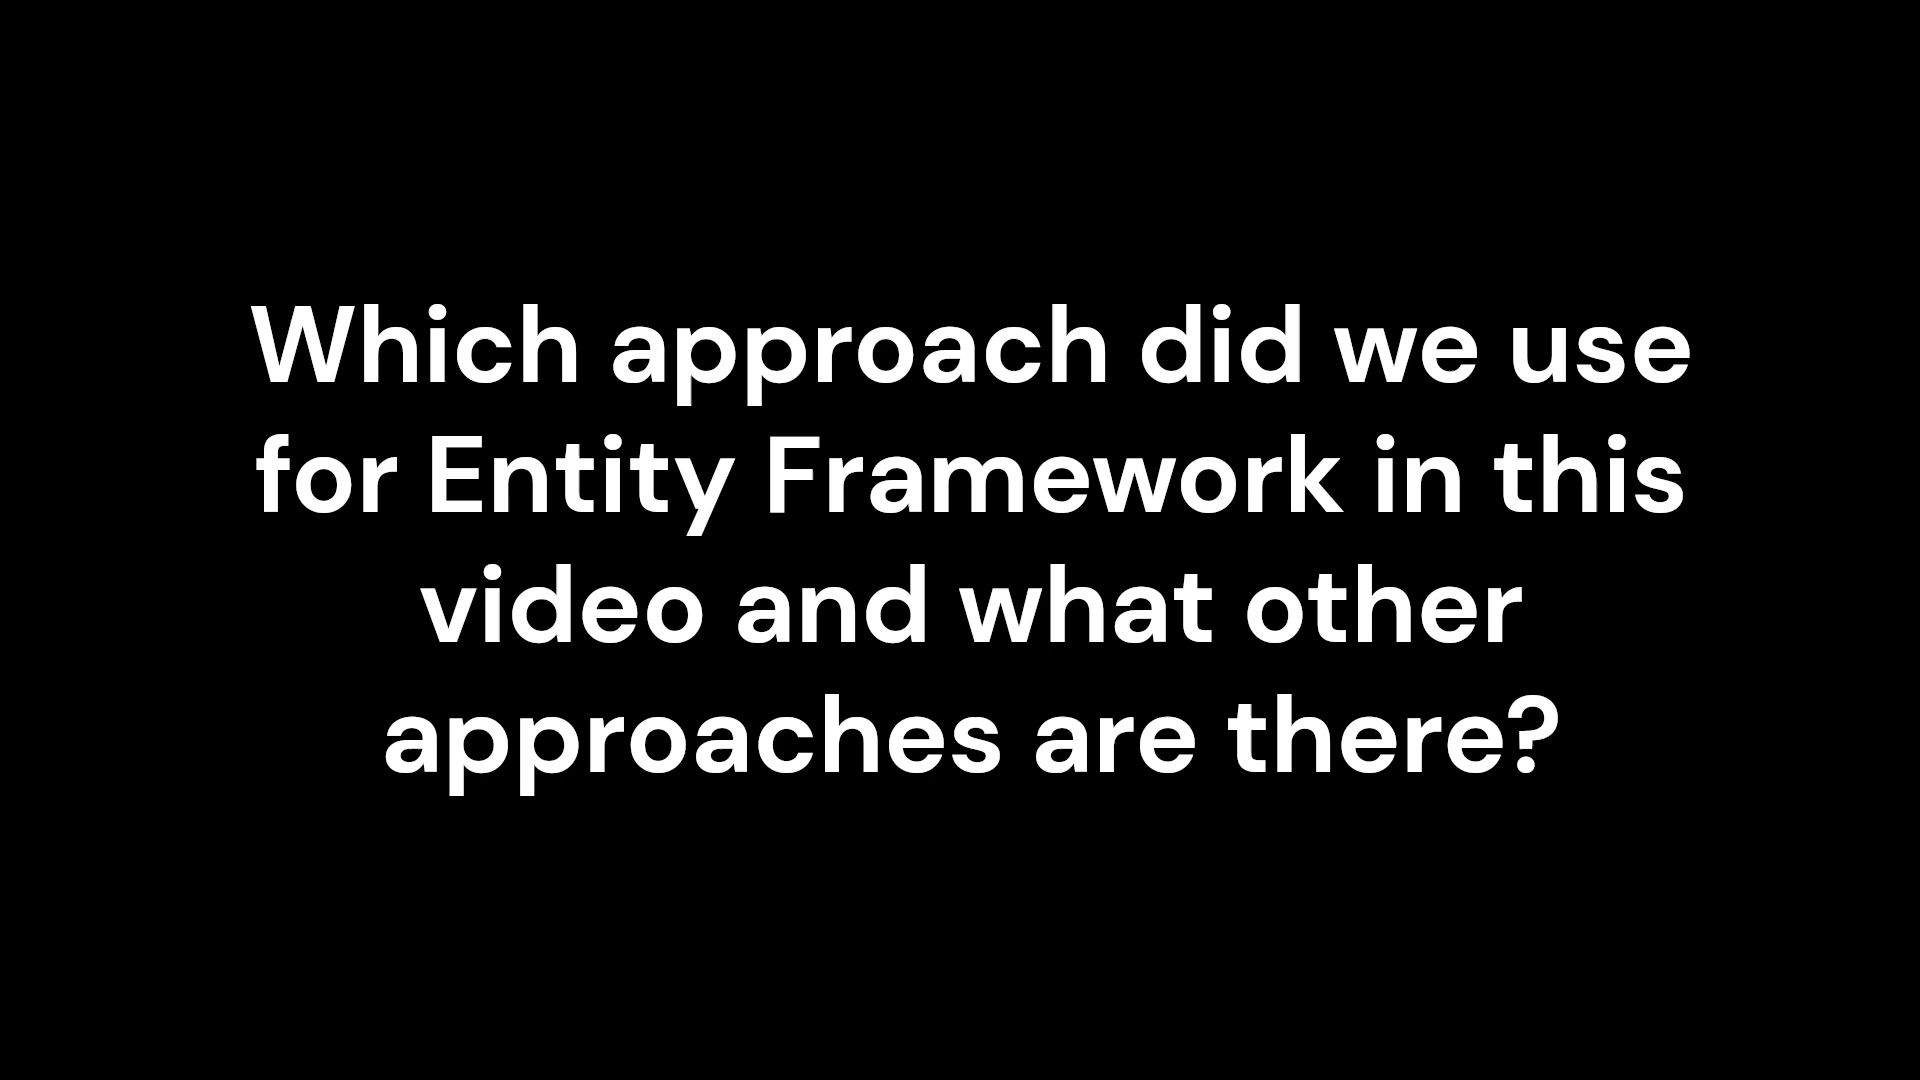 Which approach did we use
for Entity Framework in this
video and what other
approaches are there?